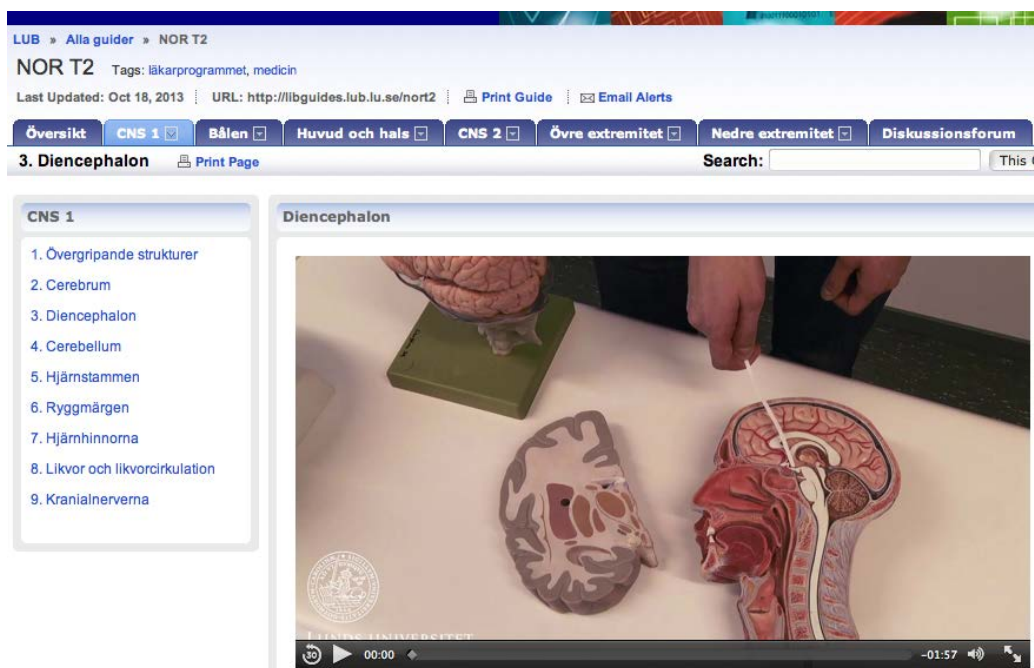 LUB » Alla guider » NOR T2
NOR T2 Tags: läkarprogrammet, medicin
Last Updated: Oct 18, 2013 URL: http://libguides.lub.lu.se/nort2 Print Guide Email Alerts
Översikt CNS 1 Bålen Huvud och hals CNS 2 Övre extremitet Nedre extremitet Diskussionsforum
3. Diencephalon Print Page Search: This
CNS 1
1. Övergripande strukturer
2. Cerebrum
3. Diencephalon
4. Cerebellum
5. Hjärnstammen
6. Ryggmärgen
7. Hjärnhinnorna
8. Likvor och likvorcirkulation
9. Kranialnerverna
Diencephalon
LUNDS UNIVERSITET
30 00:00 -01:57